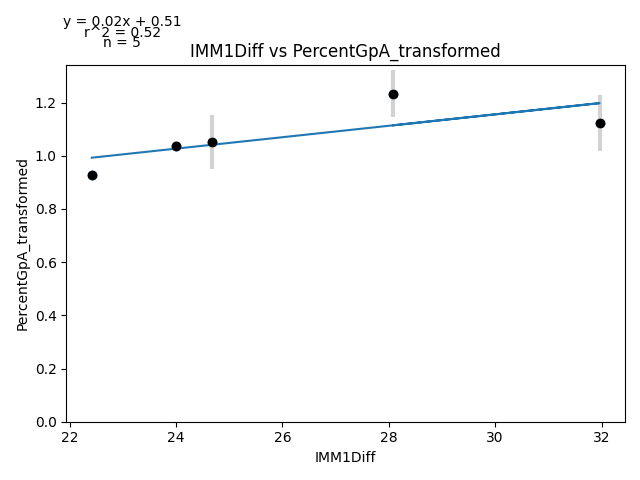 y = 0.02x + 0.51
r^2 = 0.52
n = 5
IMM1Diff vs PercentGpA_transformed
PercentGpA_transformed
1.2
1.0
0.8
0.6
0.4
0.2
0.0
22 24 26 28 30 32
IMM1Diff